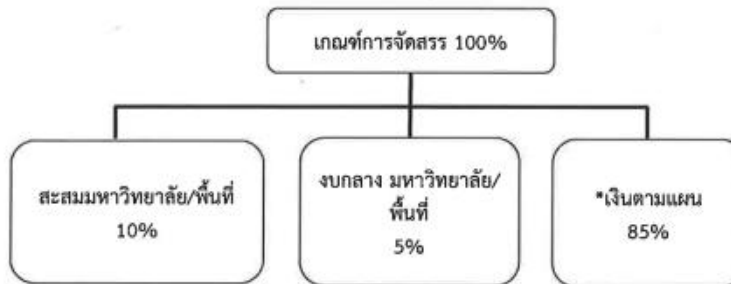 เกณฑ์การจัดสรร 100%
สะสมมหาวิทยาลัย/พื้นที่
10%
งบกลาง มหาวิทยาลัย/
พื้นที่
5%
*เงินตามแผน
85%